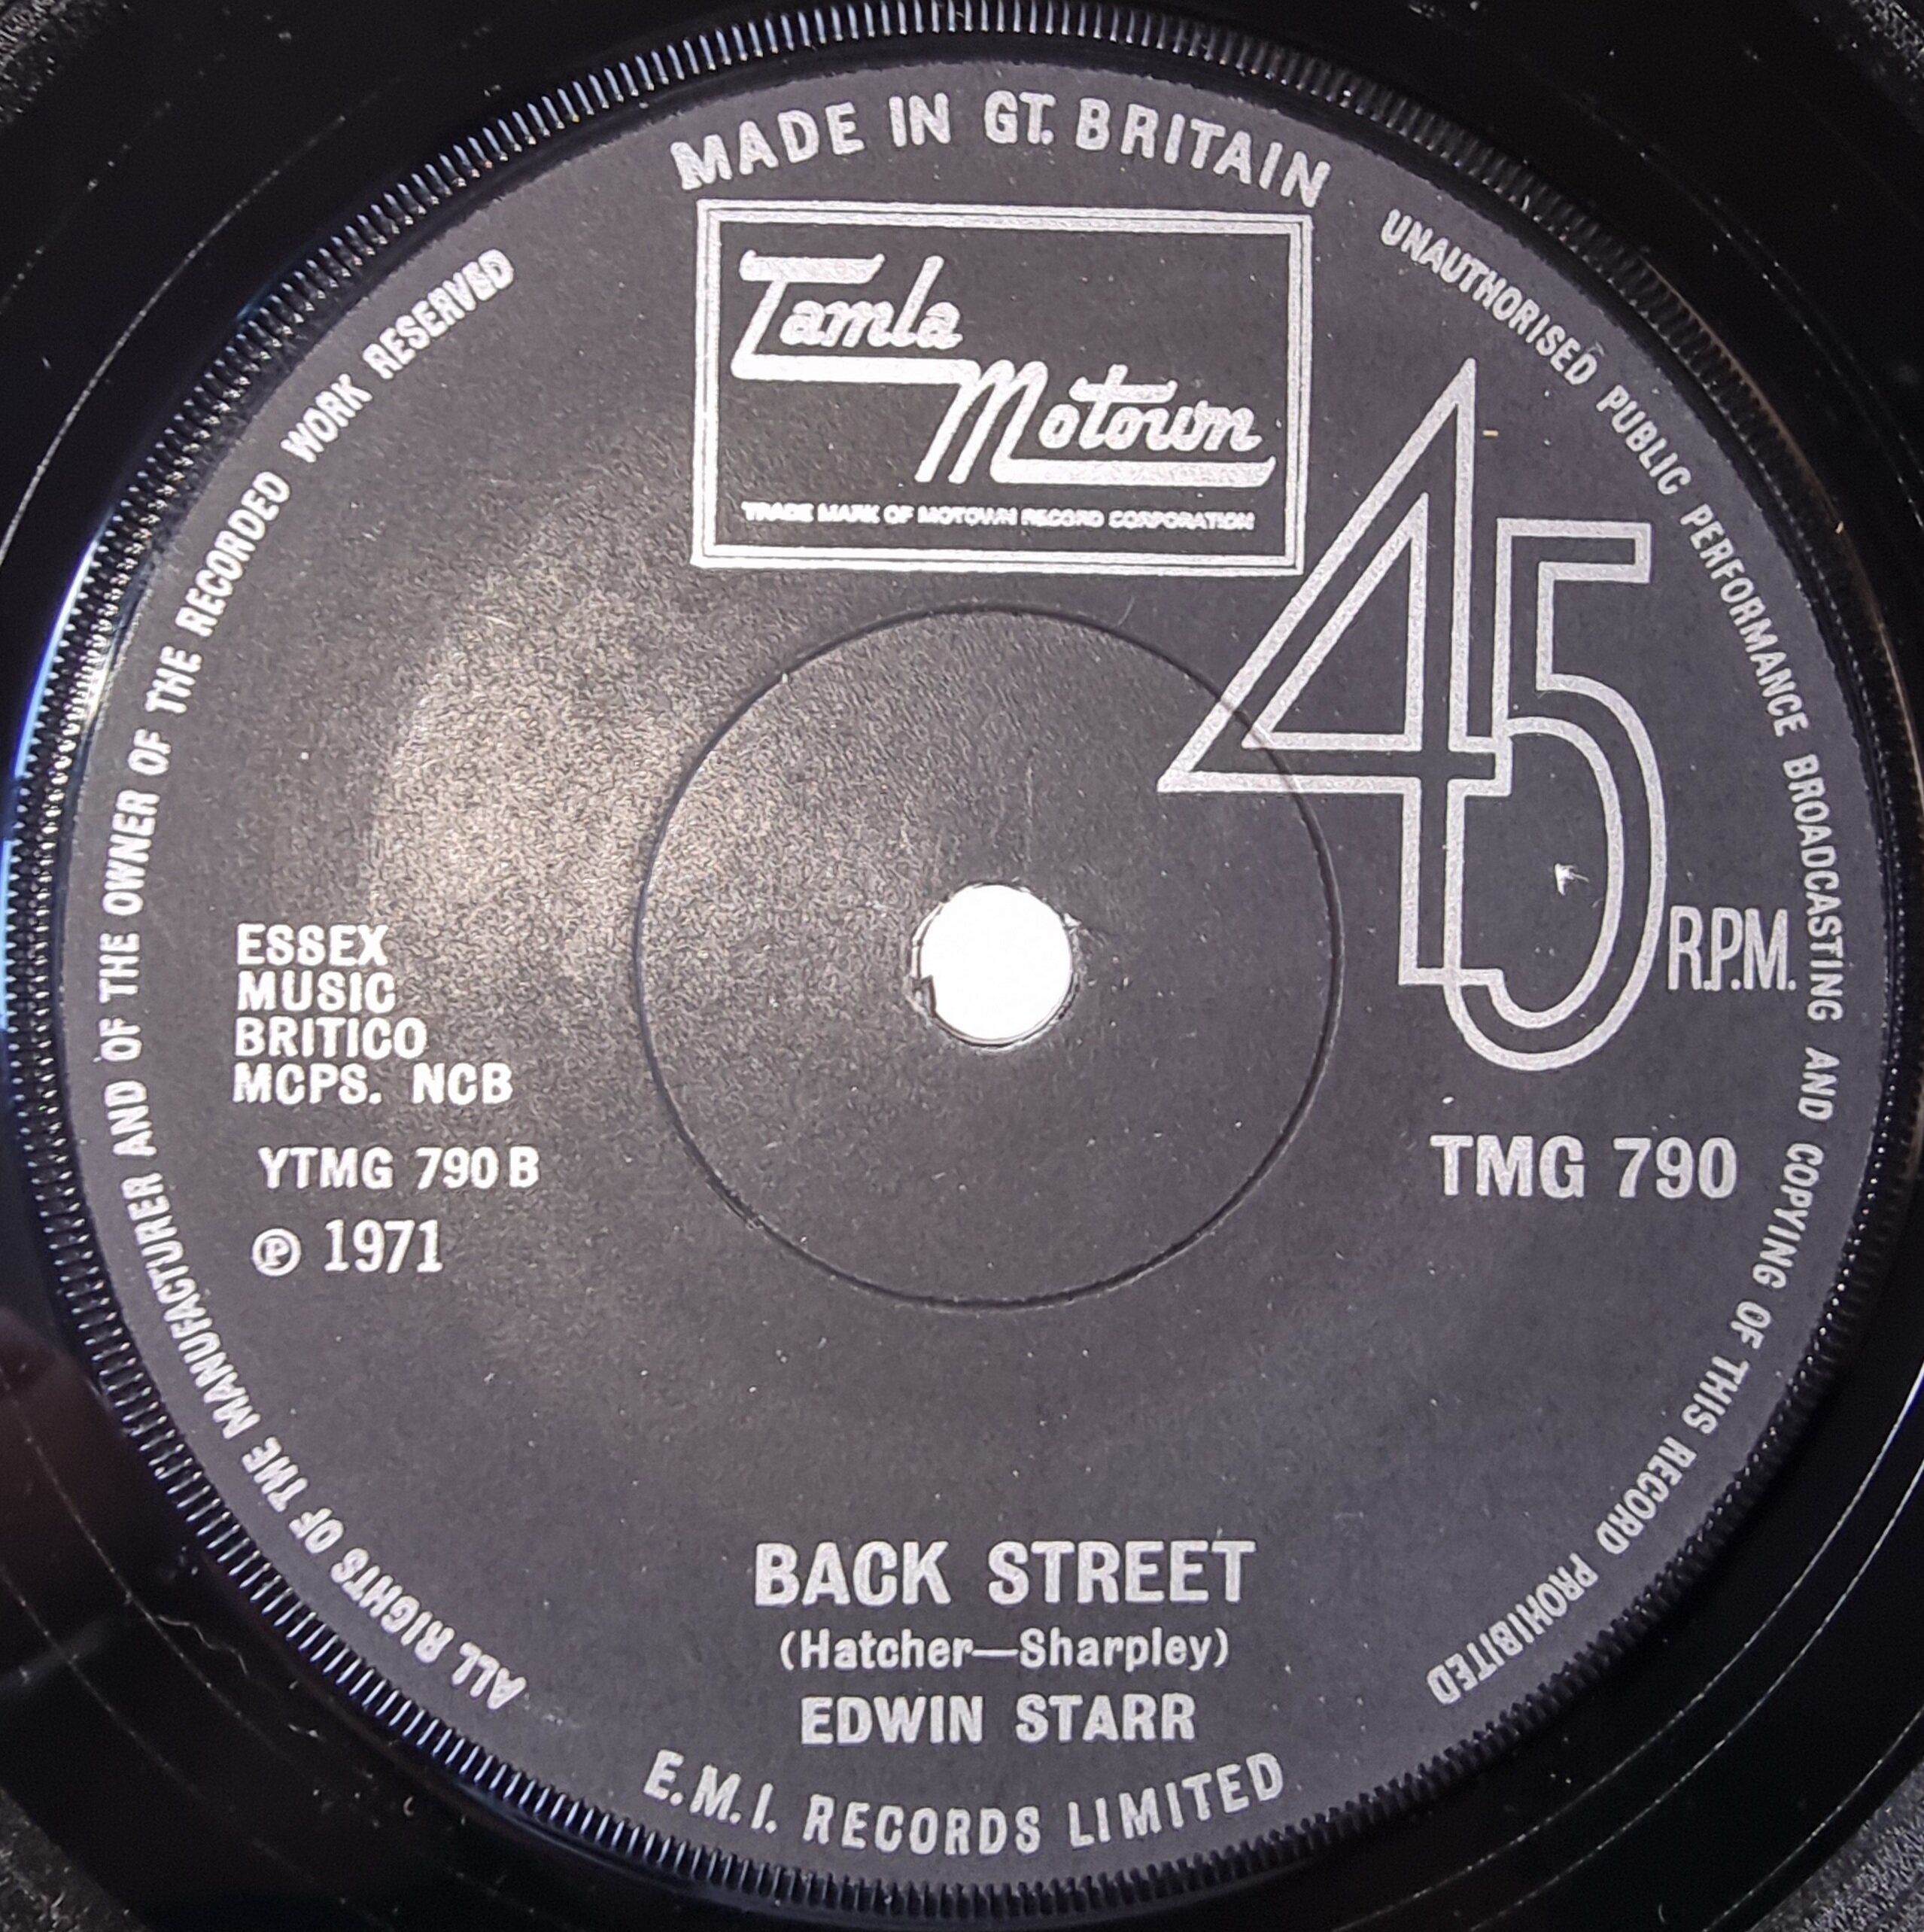 MADE IN GT. BRITAIN
Tamla
Motown
TRADE MARK OF MOTOWN RECORD CORPORATION
45
R.P.M.
ESSEX
MUSIC
BRITICO
MCPS. NCB
YTMG 790 B
℗ 1971
TMG 790
BACK STREET
(Hatcher—Sharpley)
EDWIN STARR
E.M.I. RECORDS LIMITED
ALL RIGHTS OF THE MANUFACTURER AND OF THE OWNER OF THE RECORDED WORK RESERVED
UNAUTHORISED PUBLIC PERFORMANCE BROADCASTING AND COPYING OF THIS RECORD PROHIBITED